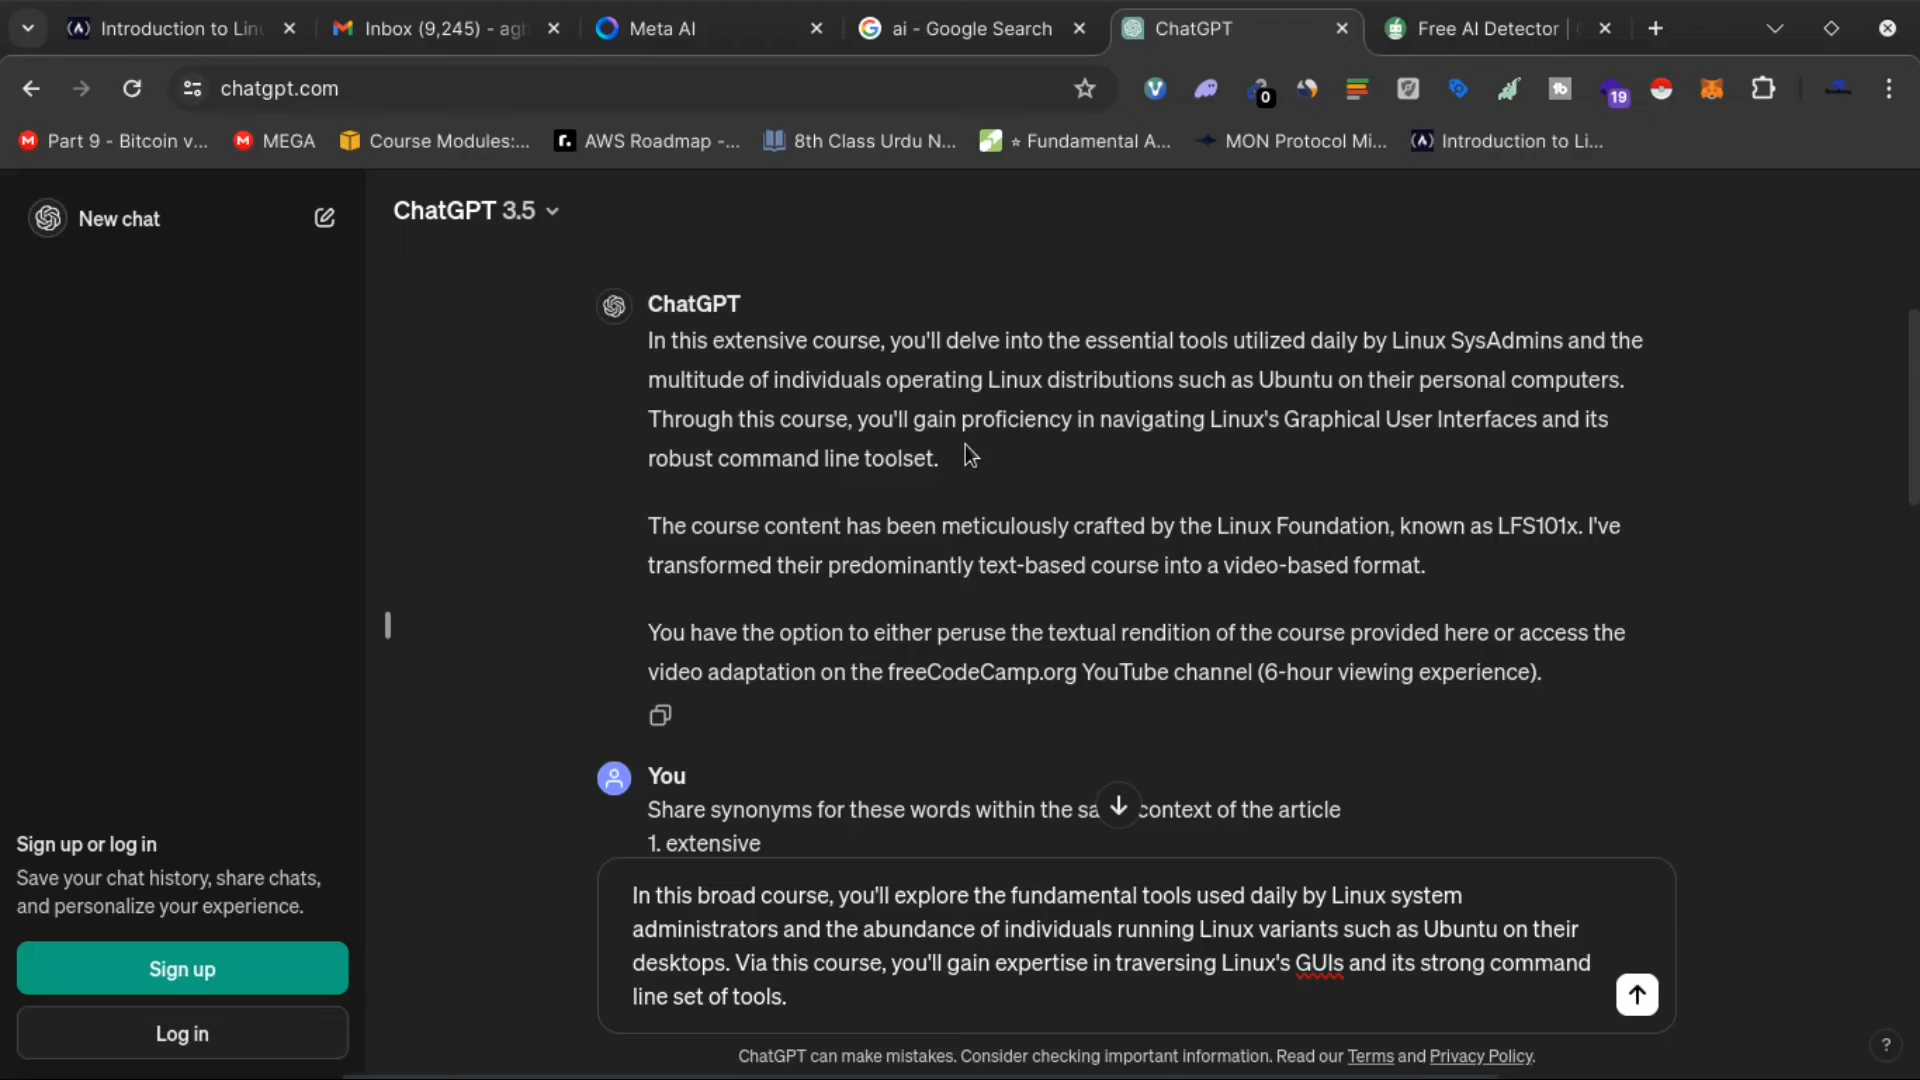 Introduction to Lin
Inbox (9,245) - agh
Meta AI
ai - Google Search
ChatGPT
Free AI Detector |
chatgpt.com
0
19
Part 9 - Bitcoin v...
MEGA
Course Modules:...
AWS Roadmap -...
8th Class Urdu N...
⭐ Fundamental A...
MON Protocol Mi...
Introduction to Li...
New chat
ChatGPT 3.5
ChatGPT
In this extensive course, you'll delve into the essential tools utilized daily by Linux SysAdmins and the
multitude of individuals operating Linux distributions such as Ubuntu on their personal computers.
Through this course, you'll gain proficiency in navigating Linux's Graphical User Interfaces and its
robust command line toolset.
The course content has been meticulously crafted by the Linux Foundation, known as LFS101x. I've
transformed their predominantly text-based course into a video-based format.
You have the option to either peruse the textual rendition of the course provided here or access the
video adaptation on the freeCodeCamp.org YouTube channel (6-hour viewing experience).
You
Share synonyms for these words within the sa context of the article
1. extensive
Sign up or log in
Save your chat history, share chats,
and personalize your experience.
Sign up
Log in
In this broad course, you'll explore the fundamental tools used daily by Linux system
administrators and the abundance of individuals running Linux variants such as Ubuntu on their
desktops. Via this course, you'll gain expertise in traversing Linux's GUIs and its strong command
line set of tools.
ChatGPT can make mistakes. Consider checking important information. Read our Terms and Privacy Policy.
?